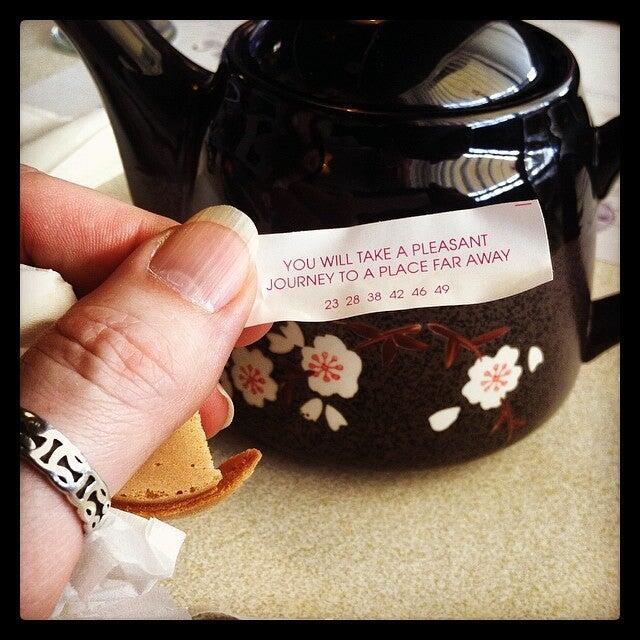 YOU WILL TAKE A PLEASANT
JOURNEY TO A PLACE FAR AWAY
23 28 38 42 46 49